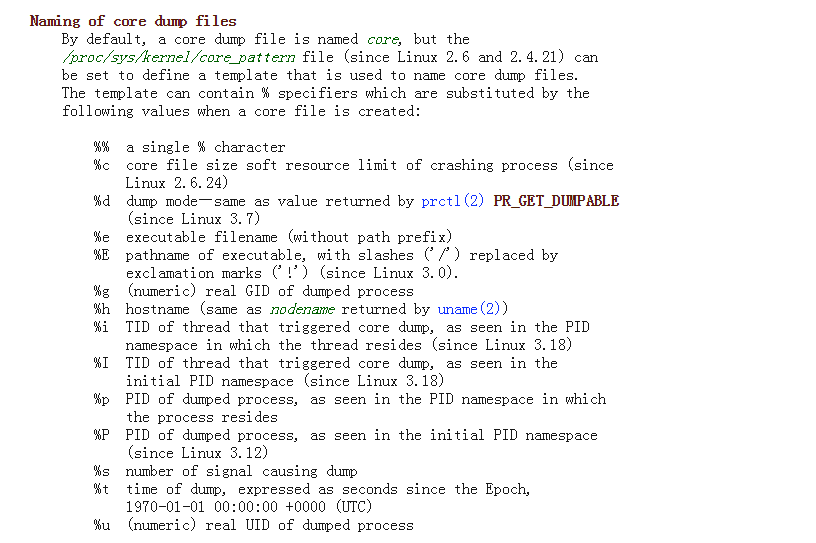 Naming of core dump files
By default, a core dump file is named core, but the
/proc/sys/kernel/core_pattern file (since Linux 2.6 and 2.4.21) can
be set to define a template that is used to name core dump files.
The template can contain % specifiers which are substituted by the
following values when a core file is created:
%% a single % character
%c core file size soft resource limit of crashing process (since
Linux 2.6.24)
%d dump mode—same as value returned by prctl(2) PR_GET_DUMPABLE
(since Linux 3.7)
%e executable filename (without path prefix)
%E pathname of executable, with slashes ('/') replaced by
exclamation marks ('!') (since Linux 3.0).
%g (numeric) real GID of dumped process
%h hostname (same as nodename returned by uname(2))
%i TID of thread that triggered core dump, as seen in the PID
namespace in which the thread resides (since Linux 3.18)
%I TID of thread that triggered core dump, as seen in the
initial PID namespace (since Linux 3.18)
%p PID of dumped process, as seen in the PID namespace in which
the process resides
%P PID of dumped process, as seen in the initial PID namespace
(since Linux 3.12)
%s number of signal causing dump
%t time of dump, expressed as seconds since the Epoch,
1970-01-01 00:00:00 +0000 (UTC)
%u (numeric) real UID of dumped process